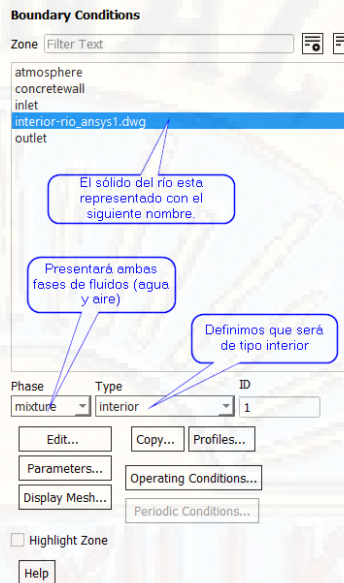 Boundary Conditions
Zone Filter Text
atmosphere
concretewall
inlet
interior-rio_ansys1.dwg
outlet
El sólido del río esta
representado con el
siguiente nombre.
Presentará ambas
fases de fluidos (agua
y aire)
Definimos que será
de tipo interior
Phase Type ID
mixture interior 1
Edit... Copy... Profiles...
Parameters... Operating Conditions...
Display Mesh... Periodic Conditions...
Highlight Zone
Help